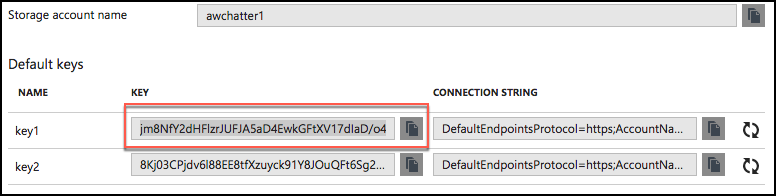 Storage account name awchatter1
Default keys
NAME KEY CONNECTION STRING
key1 jm8NfY2dHFlzrJUFJA5aD4EwkGFtXV17dIaD/o4 DefaultEndpointsProtocol=https;AccountNa...
key2 8Kj03CPjdv6l88EE8tfXzuyck91Y8JOuQFt6Sg2... DefaultEndpointsProtocol=https;AccountNa...